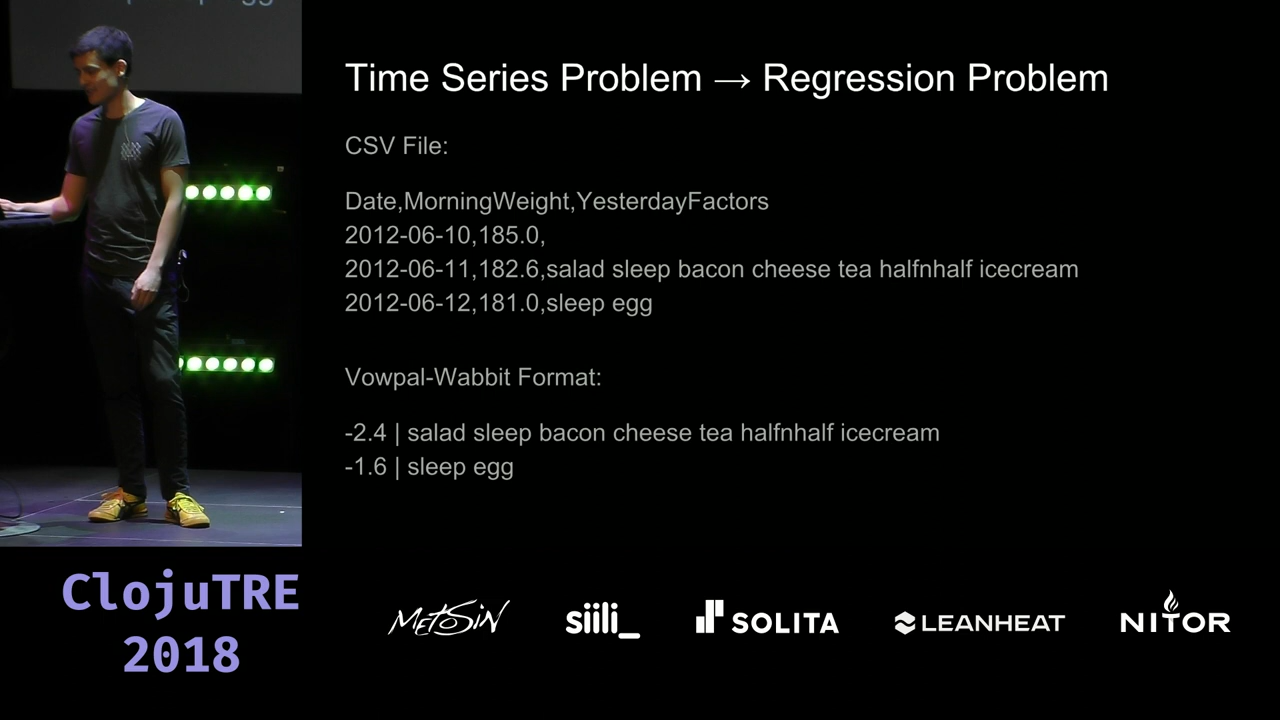 Time Series Problem → Regression Problem
CSV File:
Date,MorningWeight,YesterdayFactors
2012-06-10,185.0,
2012-06-11,182.6,salad sleep bacon cheese tea halfnhalf icecream
2012-06-12,181.0,sleep egg
Vowpal-Wabbit Format:
-2.4 | salad sleep bacon cheese tea halfnhalf icecream
-1.6 | sleep egg
ClojuTRE
2018
METOSIN
siili_
SOLITA
LEANHEAT
NITOR